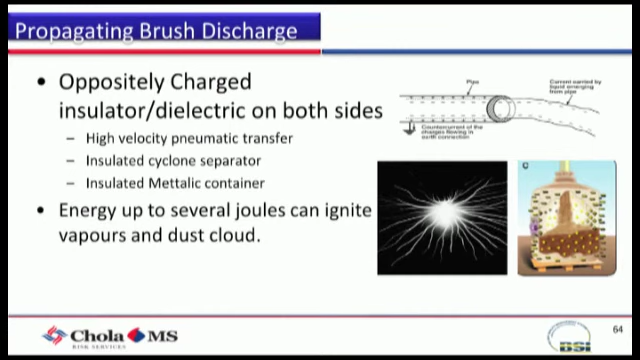 Propagating Brush Discharge
• Oppositely Charged
insulator/dielectric on both sides
– High velocity pneumatic transfer
– Insulated cyclone separator
– Insulated Mettalic container
• Energy up to several joules can ignite
vapours and dust cloud.
Pipe
Current carried by
liquid emerging
from pipe
Countercurrent of the
charges flowing in
earth connection
C
Chola MS
RISK SERVICES
DSI
64